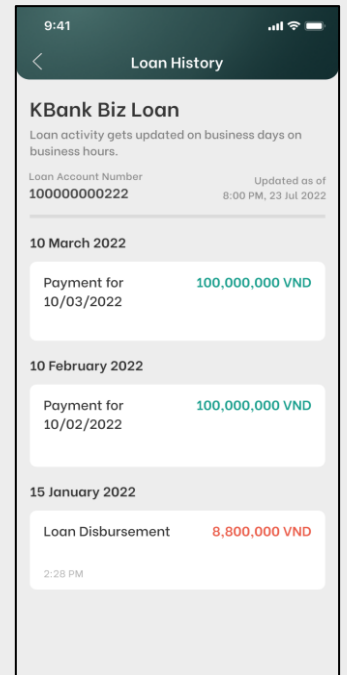 9:41
Loan History
KBank Biz Loan
Loan activity gets updated on business days on
business hours.
Loan Account Number
Updated as of
100000000222
8:00 PM, 23 Jul 2022
10 March 2022
Payment for
100,000,000 VND
10/03/2022
10 February 2022
Payment for
100,000,000 VND
10/02/2022
15 January 2022
Loan Disbursement
8,800,000 VND
2:28 PM